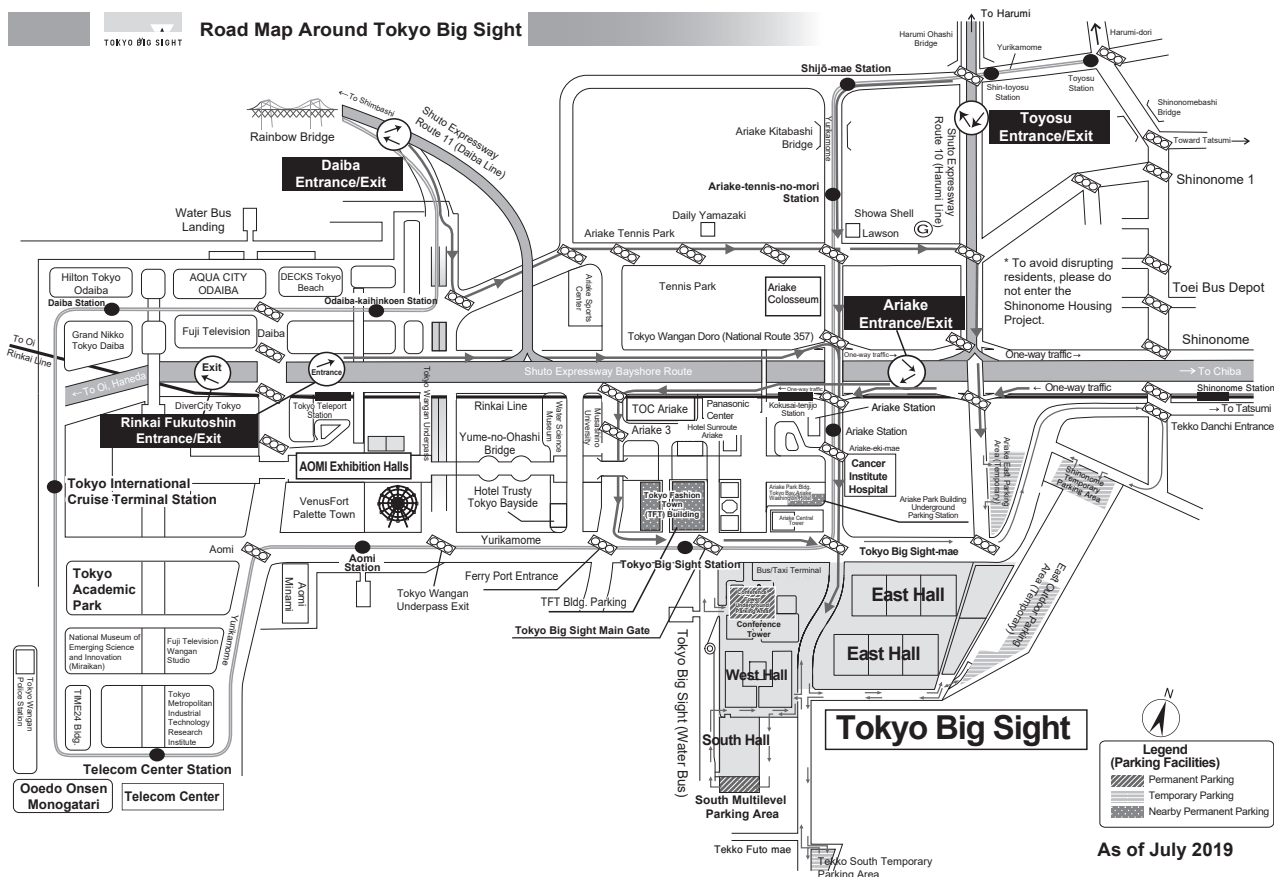 TOKYO BIG SIGHT
Road Map Around Tokyo Big Sight
To Harumi
Harumi Ohashi
Bridge
Harumi-dori
Yurikamome
Shijō-mae Station
Shin-toyosu
Station
Toyosu
Station
←To Shimbashi
Shuto Expressway
Route 11 (Daiba Line)
Rainbow Bridge
Daiba
Entrance/Exit
Ariake Kitabashi
Bridge
Yurikamome
Shuto Expressway
Route 10 (Harumi Line)
Toyosu
Entrance/Exit
Shinonomebashi
Bridge
Toward Tatsumi
Shinonome 1
Ariake-tennis-no-mori
Station
Water Bus
Landing
Daily Yamazaki
Showa Shell
G
Lawson
Ariake Tennis Park
* To avoid disrupting
residents, please do
not enter the
Shinonome Housing
Project.
Hilton Tokyo
Odaiba
AQUA CITY
ODAIBA
DECKS Tokyo
Beach
Ariake Sports
Center
Tennis Park
Ariake
Colosseum
Toei Bus Depot
Daiba Station
Odaiba-kaihinkoen Station
Ariake
Entrance/Exit
Grand Nikko
Tokyo Daiba
Fuji Television
Daiba
Tokyo Wangan Doro (National Route 357)
Shinonome
To Oi
Rinkai Line
One-way traffic→
One-way traffic→
Exit
Entrance
Shuto Expressway Bayshore Route
→To Chiba
←To Oi, Haneda
← One-way traffic
← One-way traffic
Shinonome Station
DiverCity Tokyo
Tokyo Teleport
Station
Tokyo Wangan Underpass
Rinkai Line
Water Science
Museum
Musashino
University
TOC Ariake
Panasonic
Center
Kokusai-tenjijo
Station
Ariake Station
→To Tatsumi
Rinkai Fukutoshin
Entrance/Exit
Ariake 3
Hotel Sunroute
Ariake
Ariake Station
Tekko Danchi Entrance
Yume-no-Ohashi
Bridge
Ariake-eki-mae
Ariake East Parking
Area (Temporary)
AOMI Exhibition Halls
Cancer
Institute
Hospital
Shinonome
Temporary
Parking Area
Tokyo International
Cruise Terminal Station
VenusFort
Palette Town
Hotel Trusty
Tokyo Bayside
Tokyo Fashion
Town
(TFT) Building
Ariake Park Bldg.
Tokyo Bay Ariake
Washington Hotel
Ariake Park Building
Underground
Parking Station
Ariake Central
Tower
Aomi
Yurikamome
Aomi
Station
Tokyo Big Sight Station
Tokyo Big Sight-mae
Tokyo
Academic
Park
Aomi
Minami
Tokyo Wangan
Underpass Exit
Ferry Port Entrance
TFT Bldg. Parking
Tokyo Big Sight Main Gate
Bus/Taxi Terminal
Conference
Tower
East Hall
East Outdoor Parking
Area (Temporary)
National Museum of
Emerging Science
and Innovation
(Miraikan)
Fuji Television
Wangan
Studio
Yurikamome
East Hall
West Hall
Tokyo Wangan
Police Station
TIME24 Bldg.
Tokyo
Metropolitan
Industrial
Technology
Research
Institute
Tokyo Big Sight (Water Bus)
Tokyo Big Sight
N
South Hall
Telecom Center Station
Legend
(Parking Facilities)
Permanent Parking
Temporary Parking
Nearby Permanent Parking
Ooedo Onsen
Monogatari
Telecom Center
South Multilevel
Parking Area
Tekko Futo mae
Tekko South Temporary
Parking Area
As of July 2019